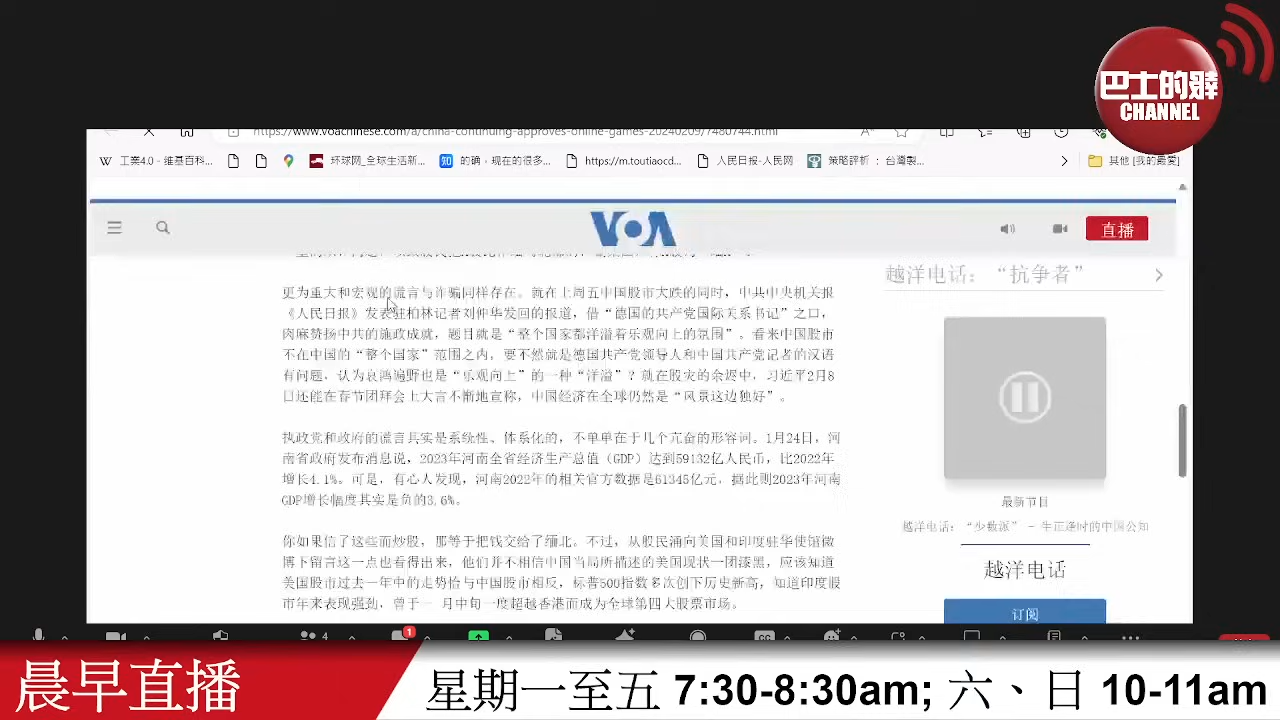 巴士的報
CHANNEL
https://www.voachinese.com/a/china-continuing-approves-online-games-20240209/7480744.html
工業4.0 - 维基百科... 环球网_全球生活新... 知 的确 - 现在的很多... https://m.toutiaocd... 人民日报-人民网 策略評析 : 台灣製... 其他 [我的最愛]
VOA 直播
越洋电话：“抗争者”
更为重大和宏观的谎言与诈骗同样存在。就在上周五中国股市大跌的同时，中共中央机关报
《人民日报》发表驻柏林记者刘仲华发回的报道，借“德国的共产党国际关系书记”之口，
肉麻赞扬中共的施政成就，题目就是“整个国家都洋溢着乐观向上的氛围”。看来中国股市
不在中国的“整个国家”范围之内，要不然就是德国共产党领导人和中国共产党记者的汉语
有问题，认为哀鸿遍野也是“乐观向上”的一种“洋溢”？就在股灾的余烬中，习近平2月8
日还能在春节团拜会上大言不惭地宣称，中国经济在全球仍然是“风景这边独好”。
执政党和政府的谎言其实是系统性、体系化的，不单单在于几个亢奋的形容词。1月24日，河
南省政府发布消息说，2023年河南全省经济生产总值（GDP）达到59132亿人民币，比2022年
增长4.1%。可是，有心人发现，河南2022年的相关官方数据是61345亿元，据此则2023年河南
GDP增长幅度其实是负的3.6%。
你如果信了这些而炒股，那等于把钱交给了缅北。不过，从股民涌向美国和印度驻华使馆微
博下留言这一点也看得出来，他们并不相信中国当局所描述的美国现状一团漆黑，应该知道
美国股市过去一年中的走势恰与中国股市相反，标普500指数多次创下历史新高，知道印度股
市年来表现强劲，曾于一月中旬一度超越香港而成为全球第四大股票市场。
最新节目
越洋电话：“少数派” - 生正逢时的中国公知
越洋电话
订阅
4 1
晨早直播
星期一至五 7:30-8:30am; 六、日 10-11am